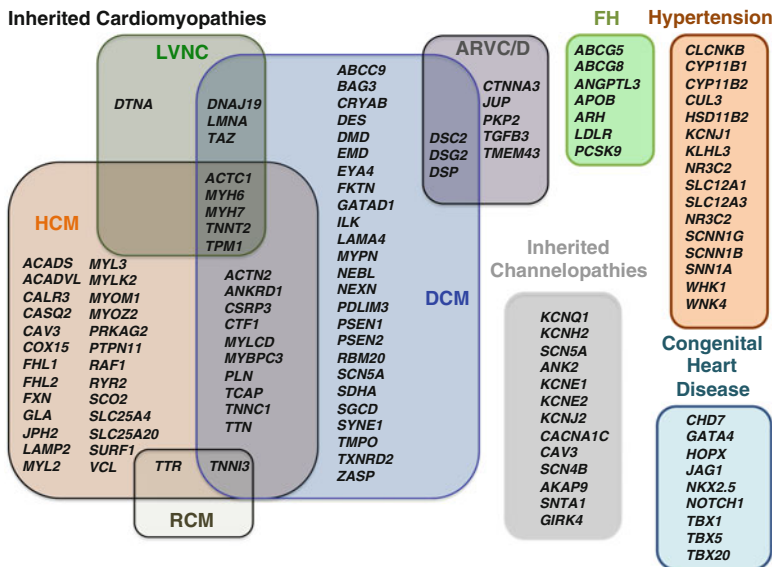 Inherited Cardiomyopathies
LVNC
DTNA
DNAJ19
LMNA
TAZ
ACTC1
MYH6
MYH7
TNNT2
TPM1
HCM
ACADS MYL3
ACADVL MYLK2
CALR3 MYOM1
CASQ2 MYOZ2
CAV3 PRKAG2
COX15 PTPN11
FHL1 RAF1
FHL2 RYR2
FXN SCO2
GLA SLC25A4
JPH2 SLC25A20
LAMP2 SURF1
MYL2 VCL
ACTN2
ANKRD1
CSRP3
CTF1
MYLCD
MYBPC3
PLN
TCAP
TNNC1
TTN
TTR
TNNI3
RCM
ABCC9
BAG3
CRYAB
DES
DMD
EMD
EYA4
FKTN
GATAD1
ILK
LAMA4
MYPN
NEBL
NEXN
PDLIM3
PSEN1
PSEN2
RBM20
SCN5A
SDHA
SGCD
SYNE1
TMPO
TXNRD2
ZASP
DCM
ARVC/D
CTNNA3
JUP
PKP2
TGFB3
TMEM43
DSC2
DSG2
DSP
FH
ABCG5
ABCG8
ANGPTL3
APOB
ARH
LDLR
PCSK9
Inherited
Channelopathies
KCNQ1
KCNH2
SCN5A
ANK2
KCNE1
KCNE2
KCNJ2
CACNA1C
CAV3
SCN4B
AKAP9
SNTA1
GIRK4
Hypertension
CLCNKB
CYP11B1
CYP11B2
CUL3
HSD11B2
KCNJ1
KLHL3
NR3C2
SLC12A1
SLC12A3
NR3C2
SCNN1G
SCNN1B
SNN1A
WHK1
WNK4
Congenital
Heart
Disease
CHD7
GATA4
HOPX
JAG1
NKX2.5
NOTCH1
TBX1
TBX5
TBX20